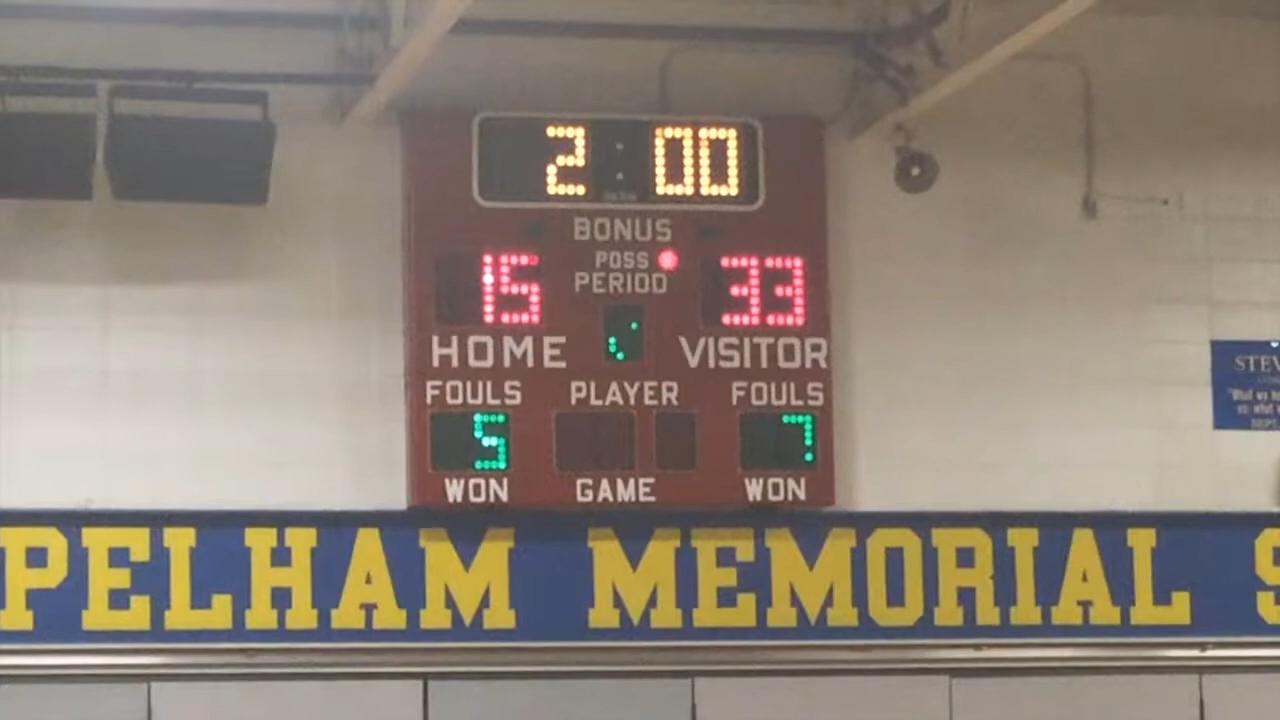 2:00
BONUS
POSS
PERIOD
15 33
HOME VISITOR
FOULS PLAYER FOULS
5 7
WON GAME WON
STEV
PELHAM MEMORIAL S